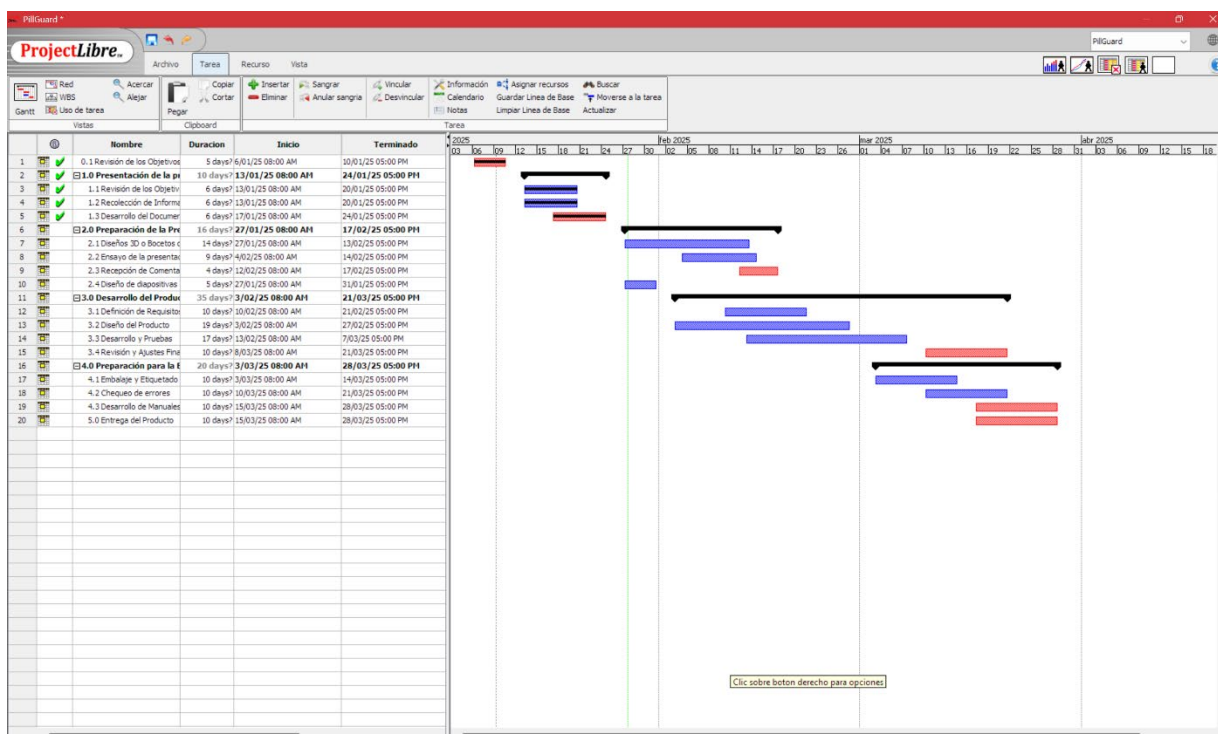 PillGuard *
ProjectLibre
PillGuard
Archivo Tarea Recurso Vista
Gantt Red WBS Uso de tarea Acercar Alejar
Vistas
Pegar Copiar Cortar
Clipboard
Insertar Eliminar Sangrar Anular sangria Vincular Desvincular
Información Calendario Notas Asignar recursos Guardar Linea de Base Limpiar Linea de Base Buscar Moverse a la tarea Actualizar
Tarea
Nombre Duracion Inicio Terminado
1 0.1 Revisión de los Objetivos 5 days? 6/01/25 08:00 AM 10/01/25 05:00 PM
2 1.0 Presentación de la pr 10 days? 13/01/25 08:00 AM 24/01/25 05:00 PM
3 1.1 Revisión de los Objetiv 6 days? 13/01/25 08:00 AM 20/01/25 05:00 PM
4 1.2 Recolección de Informa 6 days? 13/01/25 08:00 AM 20/01/25 05:00 PM
5 1.3 Desarrollo del Documer 6 days? 17/01/25 08:00 AM 24/01/25 05:00 PM
6 2.0 Preparación de la Pre 16 days? 27/01/25 08:00 AM 17/02/25 05:00 PM
7 2.1 Diseños 3D o Bocetos c 14 days? 27/01/25 08:00 AM 13/02/25 05:00 PM
8 2.2 Ensayo de la presentac 9 days? 4/02/25 08:00 AM 14/02/25 05:00 PM
9 2.3 Recepción de Comenta 4 days? 12/02/25 08:00 AM 17/02/25 05:00 PM
10 2.4 Diseño de diapositivas 5 days? 27/01/25 08:00 AM 31/01/25 05:00 PM
11 3.0 Desarrollo del Produc 35 days? 3/02/25 08:00 AM 21/03/25 05:00 PM
12 3.1 Definición de Requisitos 10 days? 10/02/25 08:00 AM 21/02/25 05:00 PM
13 3.2 Diseño del Producto 19 days? 3/02/25 08:00 AM 27/02/25 05:00 PM
14 3.3 Desarrollo y Pruebas 17 days? 13/02/25 08:00 AM 7/03/25 05:00 PM
15 3.4 Revisión y Ajustes Fina 10 days? 8/03/25 08:00 AM 21/03/25 05:00 PM
16 4.0 Preparación para la E 20 days? 3/03/25 08:00 AM 28/03/25 05:00 PM
17 4.1 Embalaje y Etiquetado 10 days? 3/03/25 08:00 AM 14/03/25 05:00 PM
18 4.2 Chequeo de errores 10 days? 10/03/25 08:00 AM 21/03/25 05:00 PM
19 4.3 Desarrollo de Manuales 10 days? 15/03/25 08:00 AM 28/03/25 05:00 PM
20 5.0 Entrega del Producto 10 days? 15/03/25 08:00 AM 28/03/25 05:00 PM
2025 feb 2025 mar 2025 abr 2025
03 06 09 12 15 18 21 24 27 30 02 05 08 11 14 17 20 23 26 01 04 07 10 13 16 19 22 25 28 31 03 06 09 12 15 18
Clic sobre boton derecho para opciones